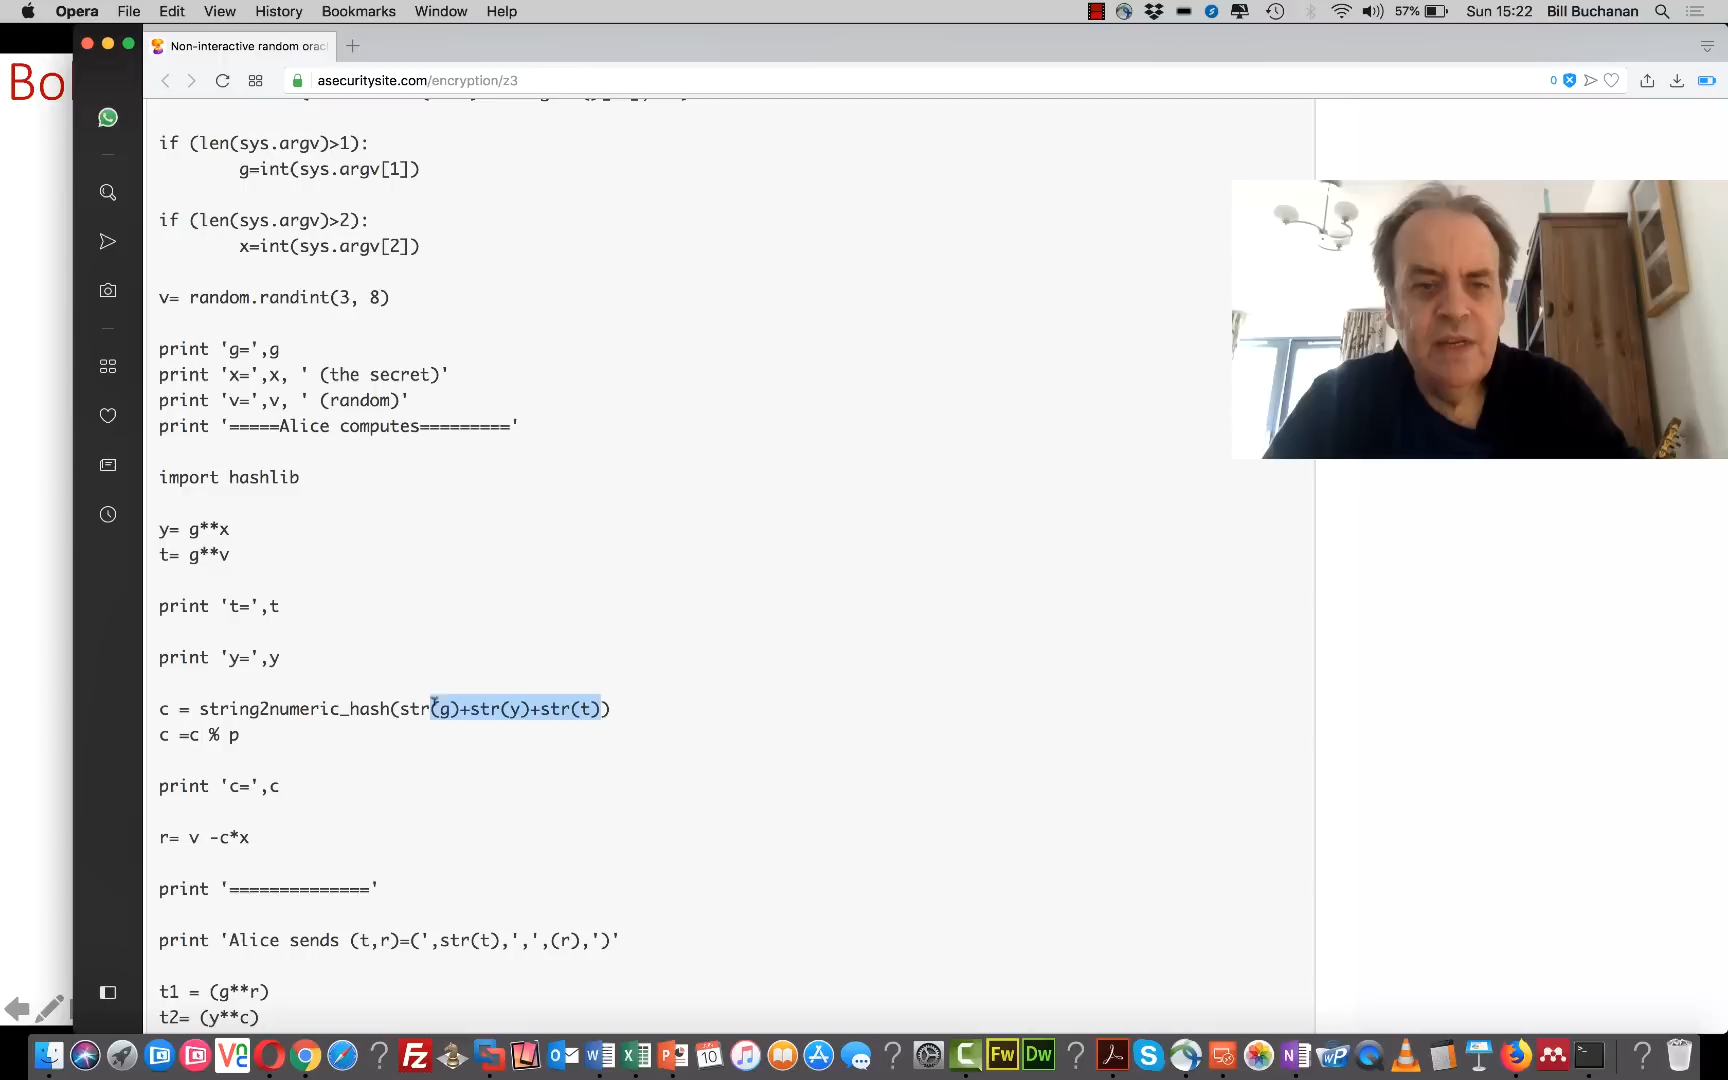 Opera File Edit View History Bookmarks Window Help 57% Sun 15:22 Bill Buchanan
Non-interactive random orac
Bo
asecuritysite.com/encryption/z3
0
if (len(sys.argv)>1):
g=int(sys.argv[1])
if (len(sys.argv)>2):
x=int(sys.argv[2])
v= random.randint(3, 8)
print 'g=',g
print 'x=',x, ' (the secret)'
print 'v=',v, ' (random)'
print '=====Alice computes========='
import hashlib
y= g**x
t= g**v
print 't=',t
print 'y=',y
c = string2numeric_hash(str(g)+str(y)+str(t))
c =c % p
print 'c=',c
r= v -c*x
print '=============='
print 'Alice sends (t,r)=(',str(t),',',(r),')'
t1 = (g**r)
t2= (y**c)